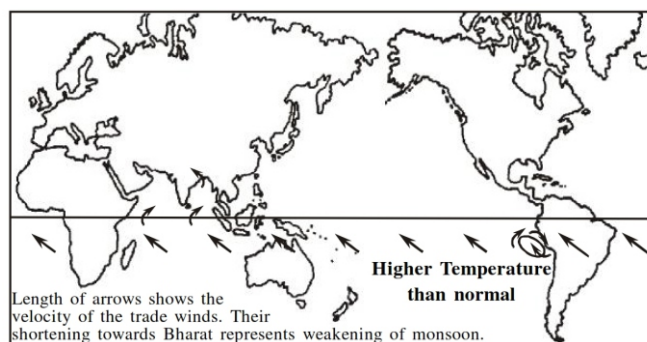 Higher Temperature
than normal
Length of arrows shows the
velocity of the trade winds. Their
shortening towards Bharat represents weakening of monsoon.